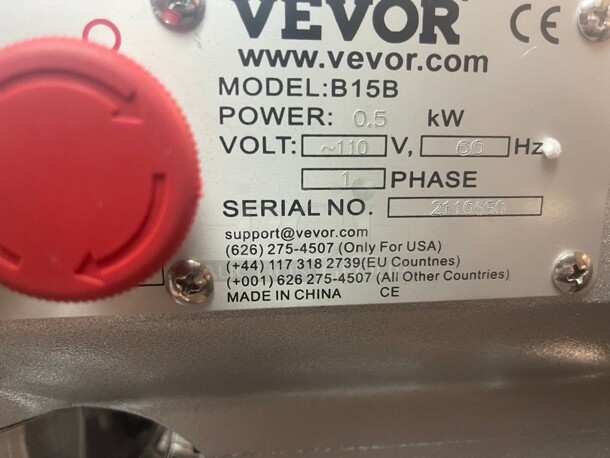 VEVOR CE
www.vevor.com
MODEL:B15B
POWER: 0.5 kW
VOLT: ~110 V, 60 Hz
1 PHASE
SERIAL NO. 2110656
support@vevor.com
(626) 275-4507 (Only For USA)
(+44) 117 318 2739(EU Countnes)
(+001) 626 275-4507 (All Other Countries)
MADE IN CHINA CE